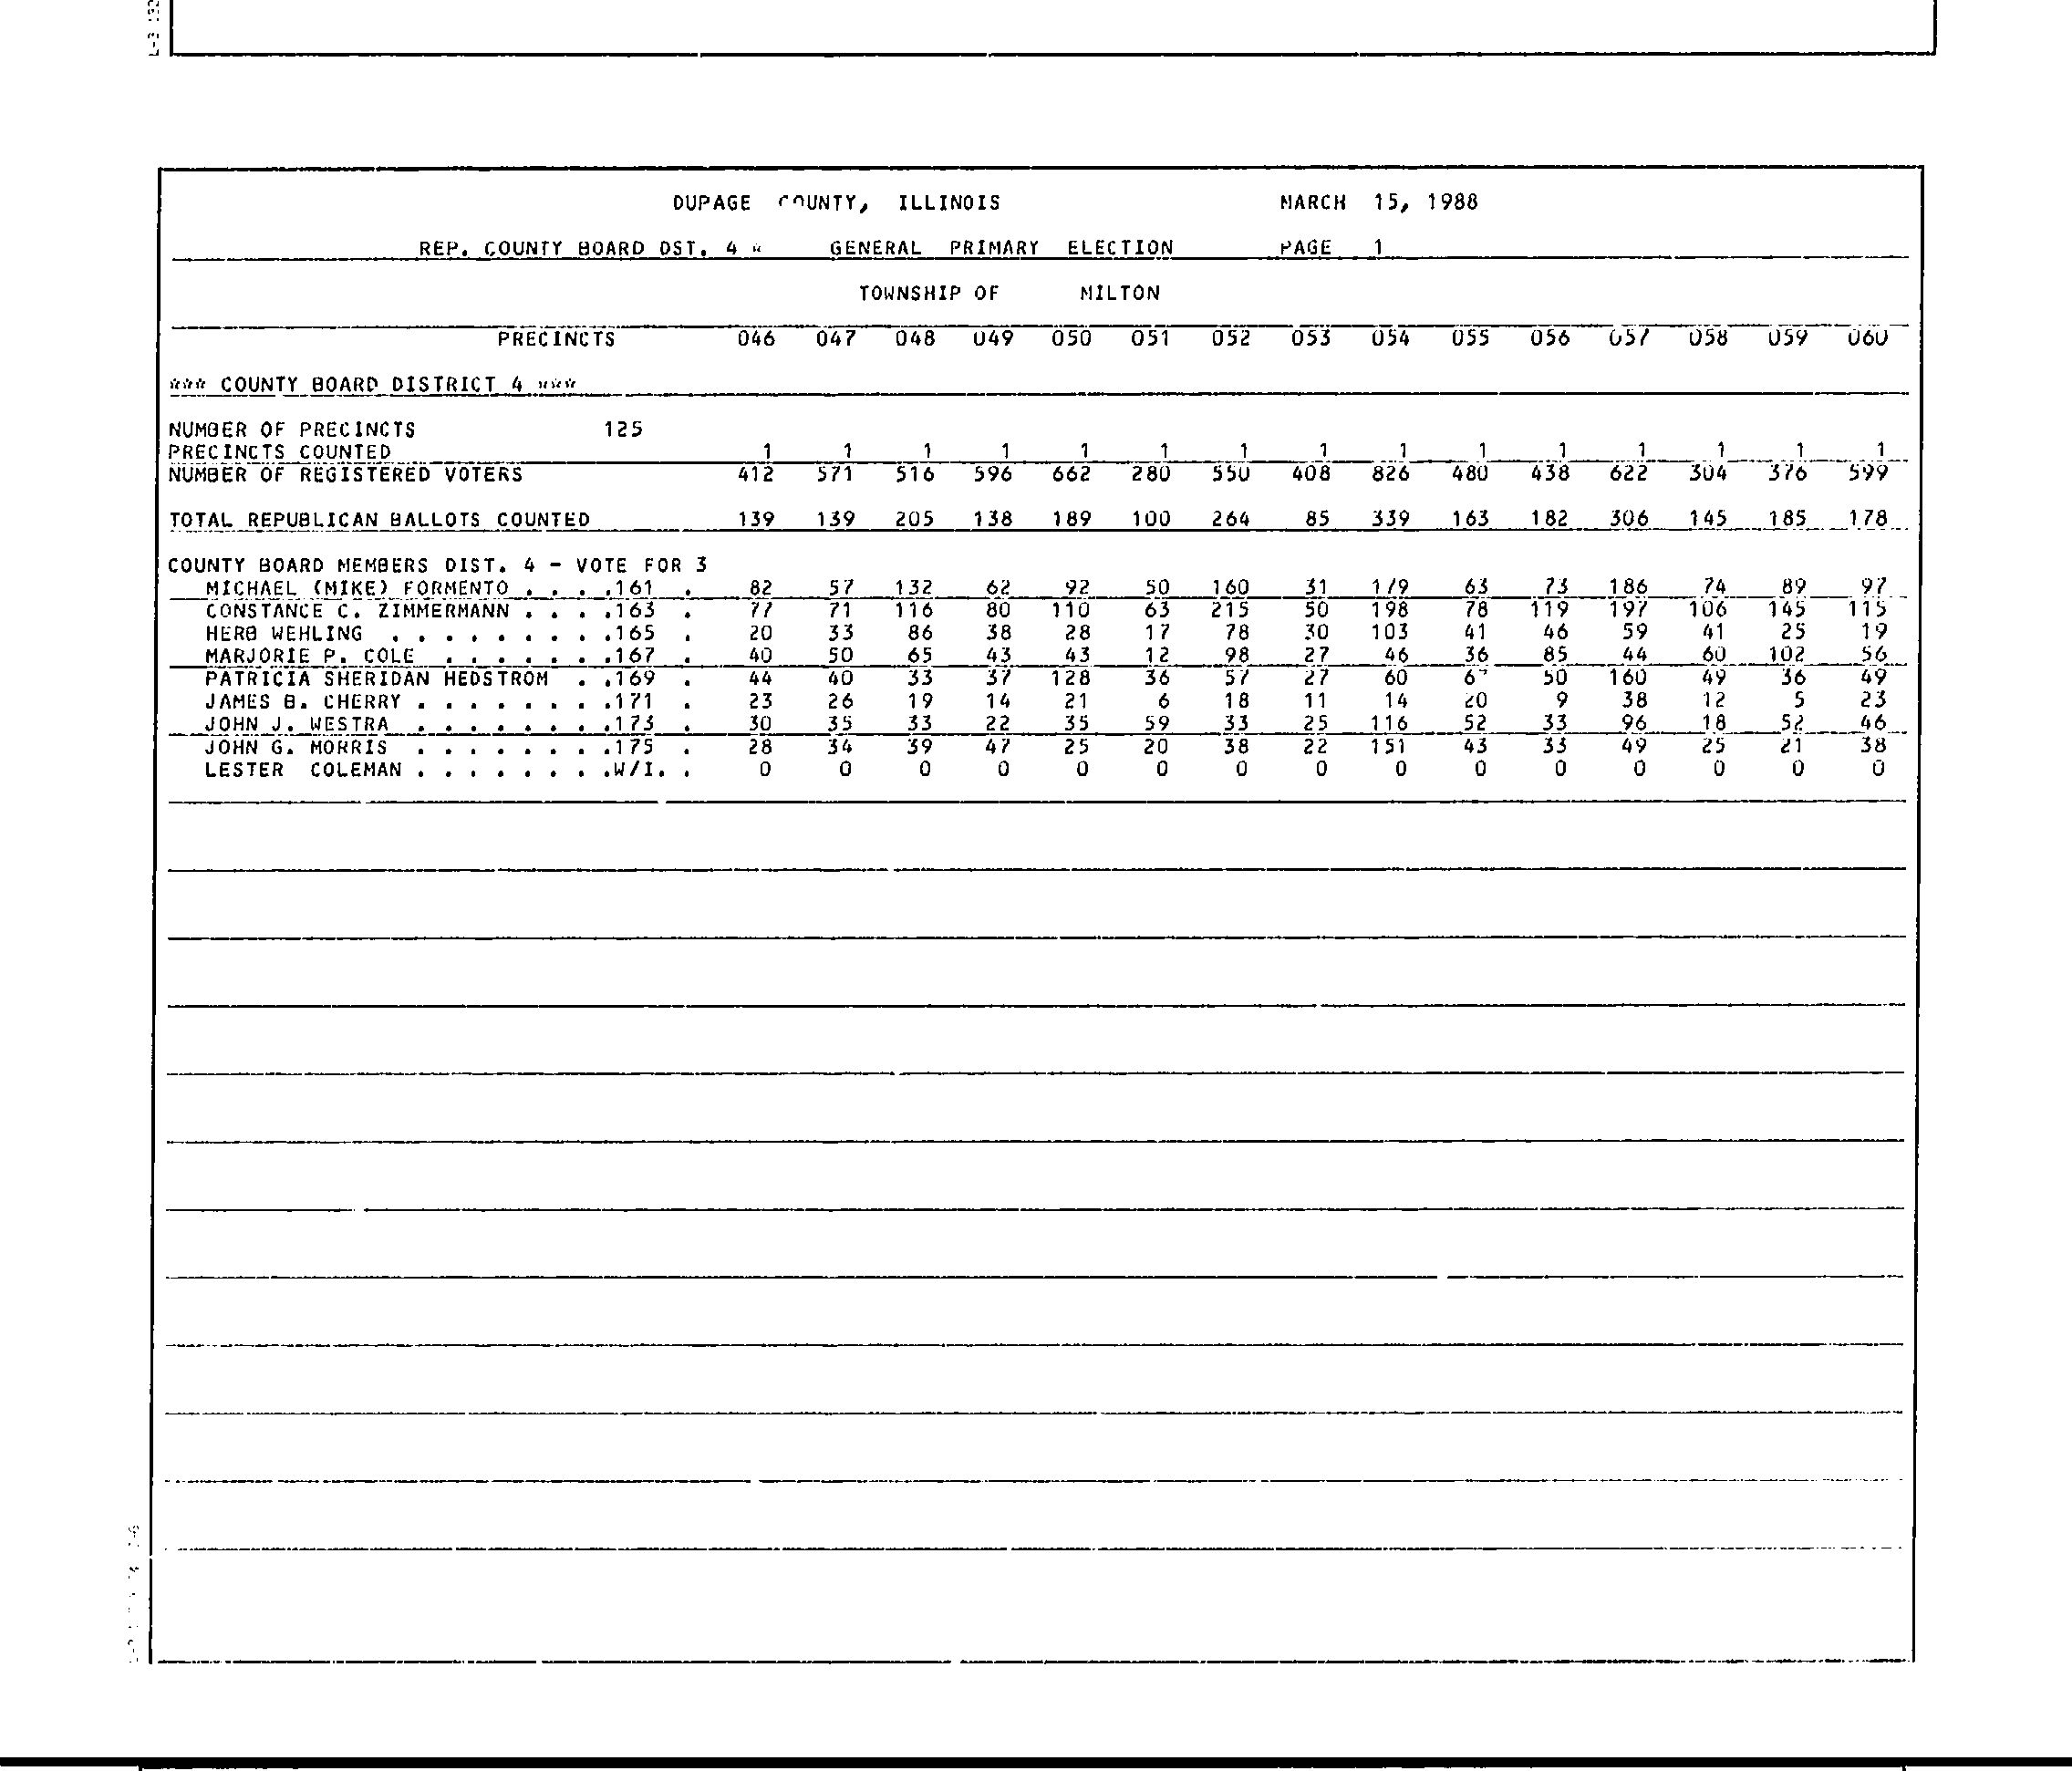 DUPAGE COUNTY, ILLINOIS MARCH 15, 1988
REP. COUNTY BOARD DST. 4 * GENERAL PRIMARY ELECTION PAGE 1
TOWNSHIP OF MILTON
PRECINCTS 046 047 048 049 050 051 052 053 054 055 056 057 058 059 060
*** COUNTY BOARD DISTRICT 4 ***
NUMBER OF PRECINCTS 125
PRECINCTS COUNTED 1 1 1 1 1 1 1 1 1 1 1 1 1 1 1
NUMBER OF REGISTERED VOTERS 412 571 516 596 662 280 550 408 826 480 438 622 304 376 599
TOTAL REPUBLICAN BALLOTS COUNTED 139 139 205 138 189 100 264 85 339 163 182 306 145 185 178
COUNTY BOARD MEMBERS DIST. 4 - VOTE FOR 3
MICHAEL (MIKE) FORMENTO . . . .161 . 82 57 132 62 92 50 160 31 179 63 73 186 74 89 97
CONSTANCE C. ZIMMERMANN . . . .163 . 77 71 116 80 110 63 215 50 198 78 119 197 106 145 115
HERB WEHLING . . . . . . . . .165 . 20 33 86 38 28 17 78 30 103 41 46 59 41 25 19
MARJORIE P. COLE . . . . . . .167 . 40 50 65 43 43 12 98 27 46 36 85 44 60 102 56
PATRICIA SHERIDAN HEDSTROM . .169 . 44 40 33 37 128 36 57 27 60 50 160 49 36 49
JAMES B. CHERRY . . . . . . . .171 . 23 26 19 14 21 6 18 11 14 20 9 38 12 5 23
JOHN J. WESTRA . . . . . . . .173 . 30 35 33 22 35 59 33 25 116 52 33 96 18 52 46
JOHN G. MORRIS . . . . . . . .175 . 28 34 39 47 25 20 38 22 151 43 33 49 25 21 38
LESTER COLEMAN . . . . . . . .W/I. . 0 0 0 0 0 0 0 0 0 0 0 0 0 0 0